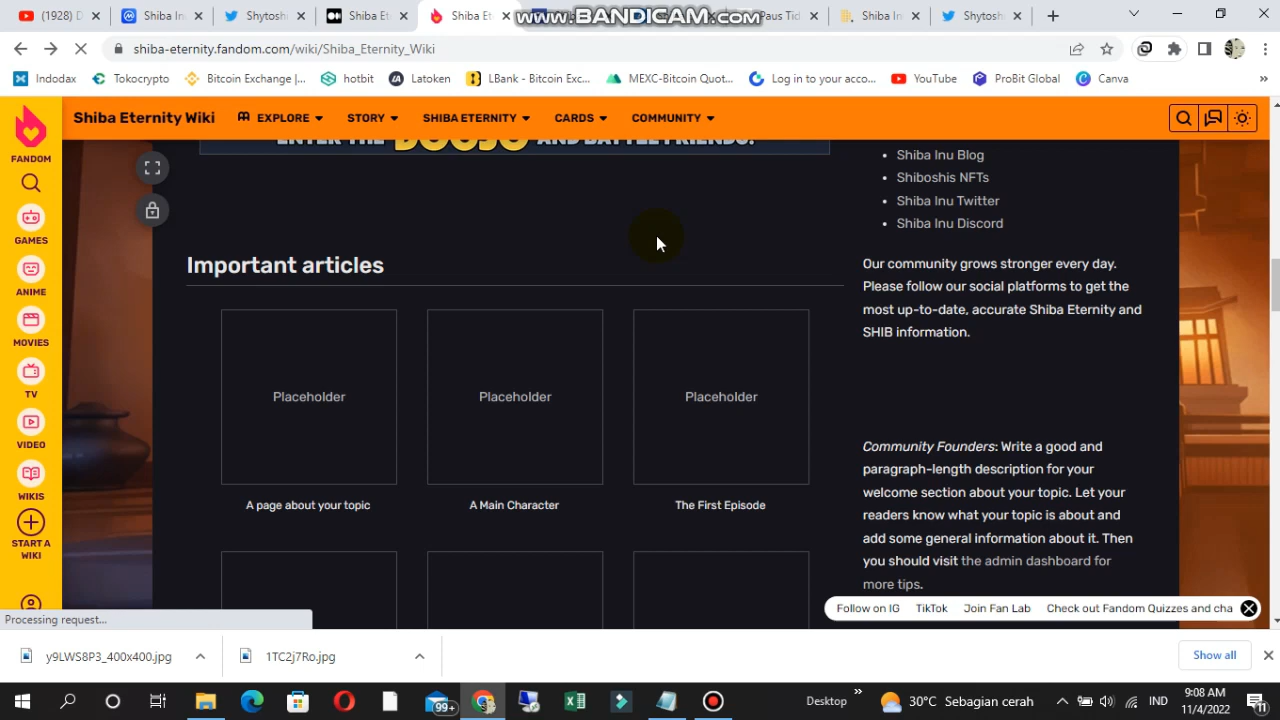 (1928) D
Shiba Inu
Shytoshi
Shiba Et
Shiba Et
www.BANDICAM.com
Paus Tid
Shiba In
Shytosh
shiba-eternity.fandom.com/wiki/Shiba_Eternity_Wiki
Indodax
Tokocrypto
Bitcoin Exchange |...
hotbit
Latoken
LBank - Bitcoin Exc...
MEXC-Bitcoin Quot...
Log in to your acco...
YouTube
ProBit Global
Canva
»
Shiba Eternity Wiki
EXPLORE
STORY
SHIBA ETERNITY
CARDS
COMMUNITY
FANDOM
GAMES
ANIME
MOVIES
TV
VIDEO
WIKIS
START A
WIKI
ENTER THE DOGJO AND BATTLE FRIENDS!
Important articles
Placeholder
Placeholder
Placeholder
A page about your topic
A Main Character
The First Episode
Shiba Inu Blog
Shiboshis NFTs
Shiba Inu Twitter
Shiba Inu Discord
Our community grows stronger every day.
Please follow our social platforms to get the
most up-to-date, accurate Shiba Eternity and
SHIB information.
Community Founders: Write a good and
paragraph-length description for your
welcome section about your topic. Let your
readers know what your topic is about and
add some general information about it. Then
you should visit the admin dashboard for
more tips.
Follow on IG
TikTok
Join Fan Lab
Check out Fandom Quizzes and cha
Processing request...
y9LWS8P3_400x400.jpg
1TC2j7Ro.jpg
Show all
99+
Desktop
»
30°C Sebagian cerah
IND
9:08 AM
11/4/2022
11